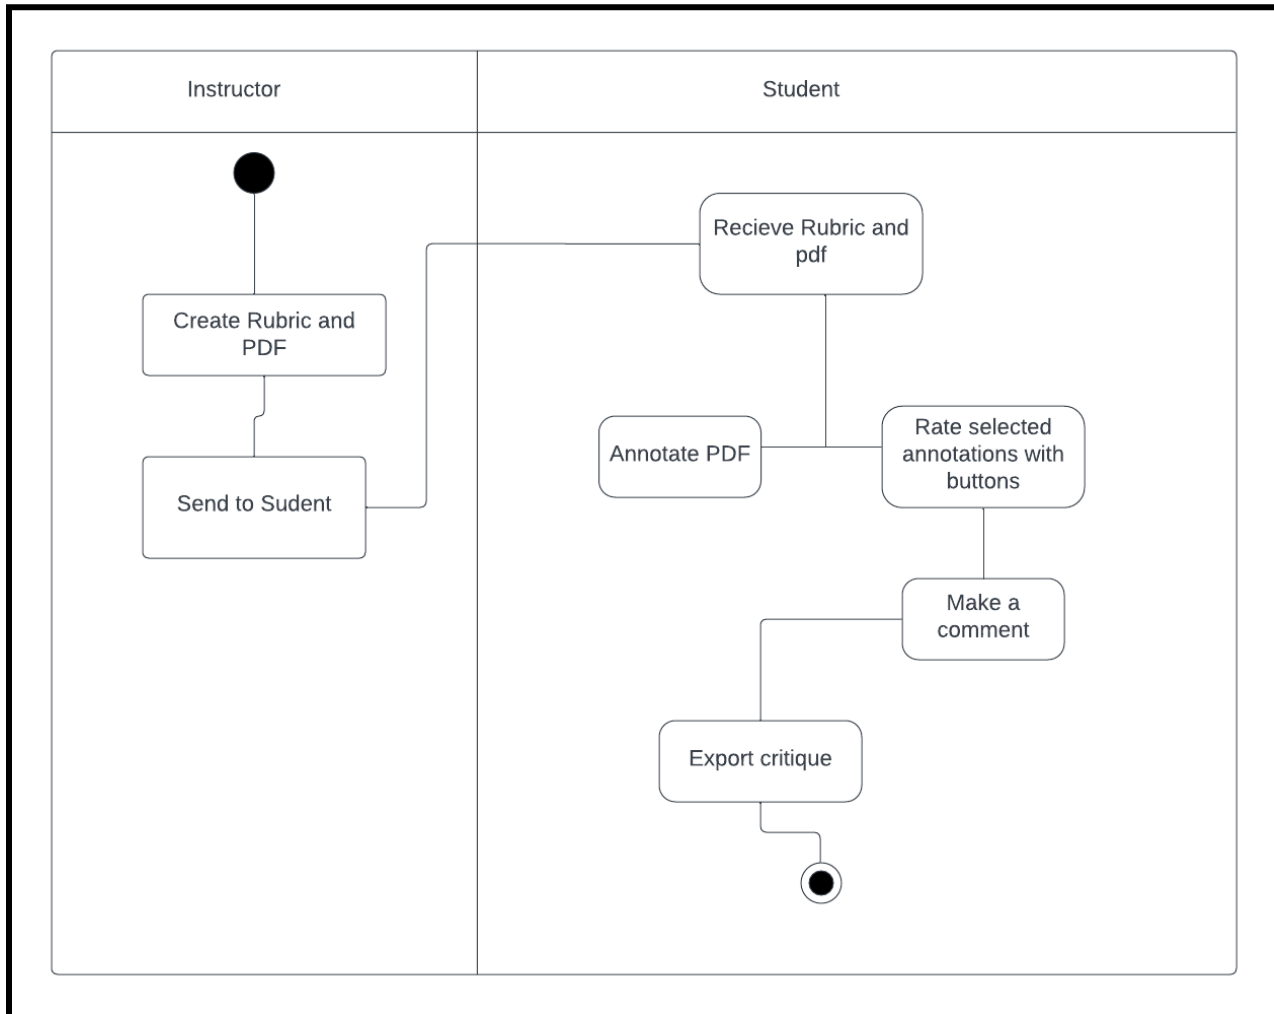 Instructor
Student
Create Rubric and
PDF
Send to Sudent
Recieve Rubric and
pdf
Annotate PDF
Rate selected
annotations with
buttons
Make a
comment
Export critique